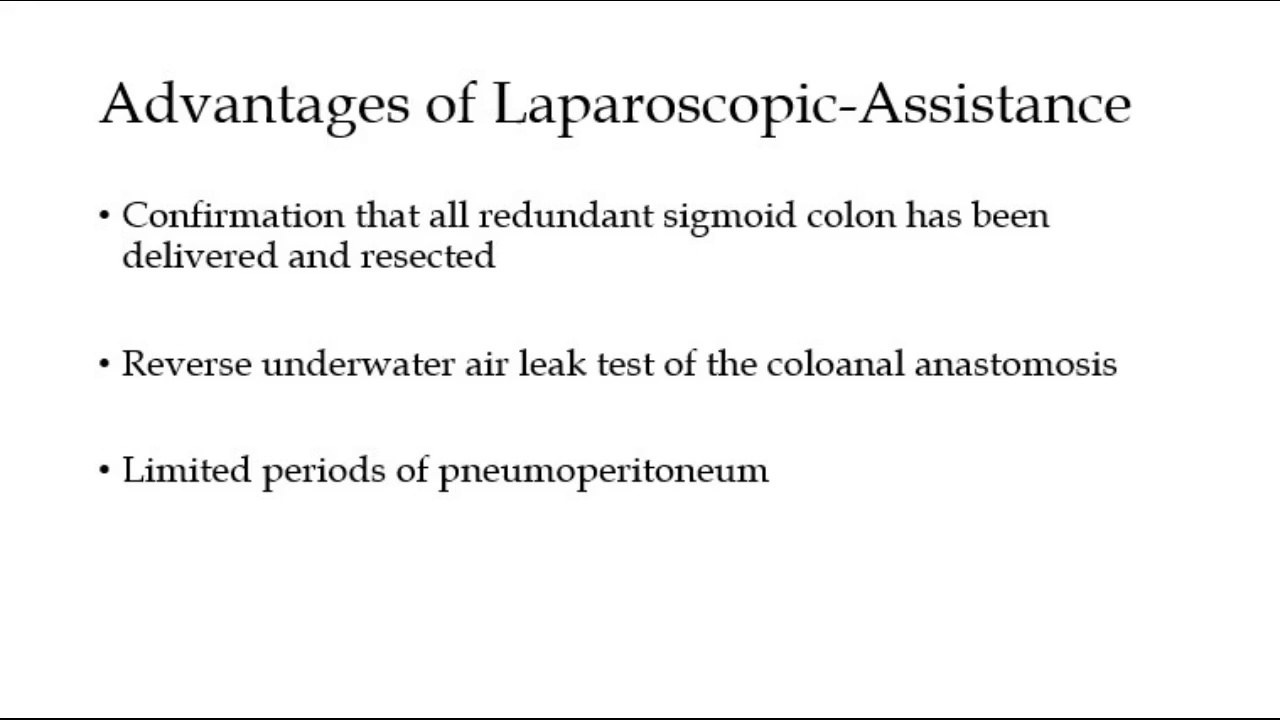 Advantages of Laparoscopic-Assistance
• Confirmation that all redundant sigmoid colon has been
delivered and resected
• Reverse underwater air leak test of the coloanal anastomosis
• Limited periods of pneumoperitoneum